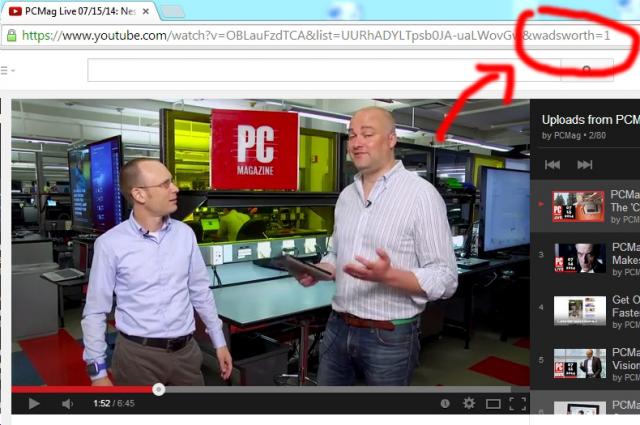 PCMag Live 07/15/14: Nes
https://www.youtube.com/watch?v=OBLauFzdTCA&list=UURhADYLTpsb0JA-uaLWovGw&wadsworth=1
PC
MAGAZINE
Uploads from PCM
by PCMag • 2/80
PCMa
The 'C
by PCM
3
PCMa
Makes
by PCM
4
Get O
Faster
by PCM
5
PCMa
Vision
by PCM
6
PCMa
1:52 / 6:45